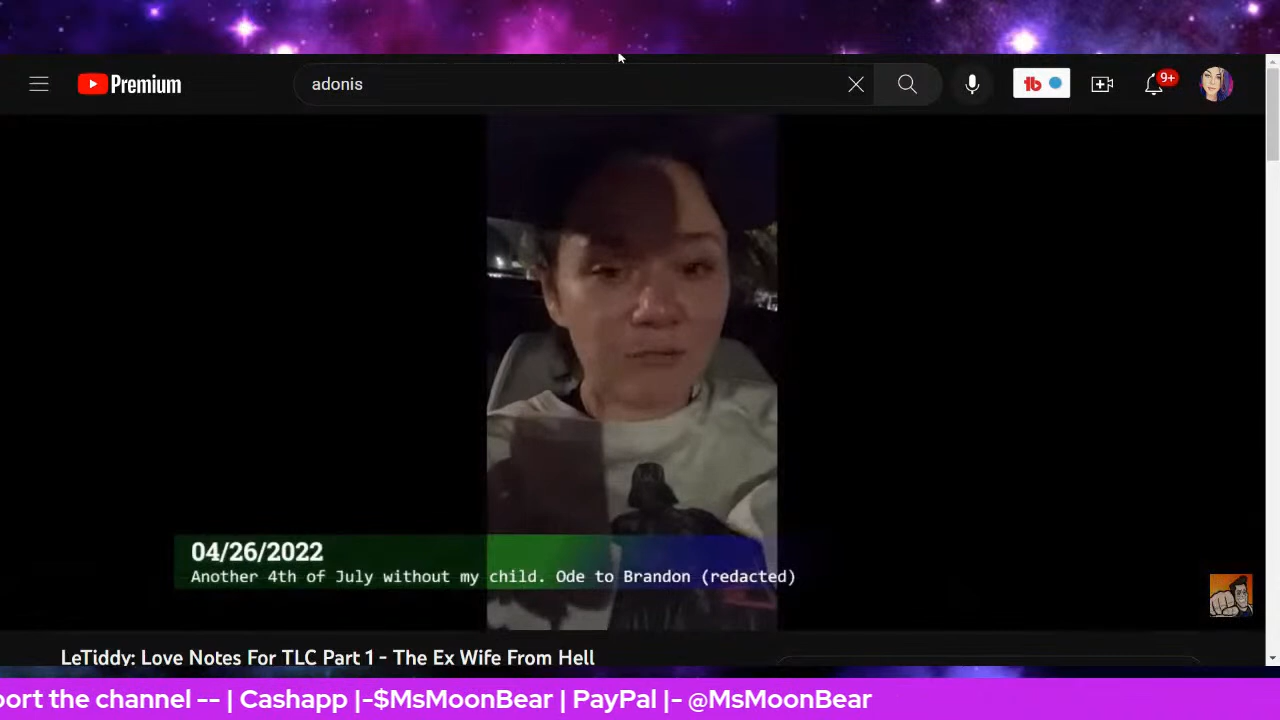 Premium
adonis
9+
04/26/2022
Another 4th of July without my child. Ode to Brandon (redacted)
LeTiddy: Love Notes For TLC Part 1 - The Ex Wife From Hell
port the channel -- | Cashapp |-$MsMoonBear | PayPal |- @MsMoonBear